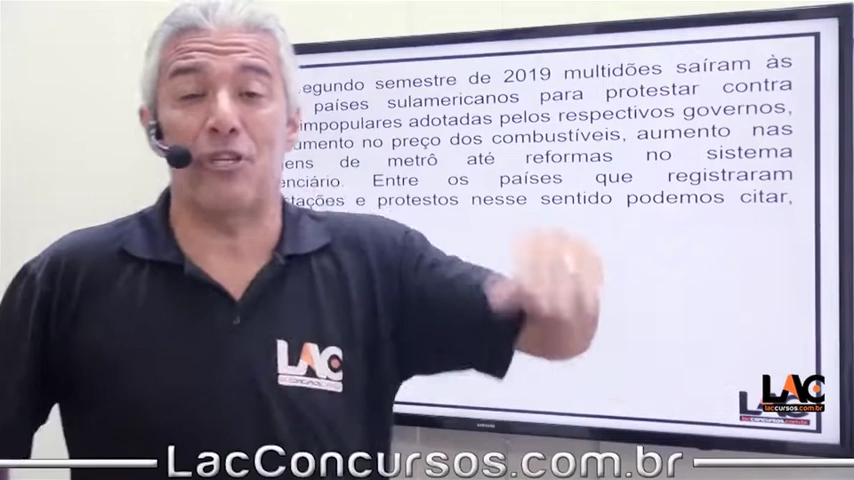 egundo semestre de 2019 multidões saíram às
países sulamericanos para protestar contra
impopulares adotadas pelos respectivos governos,
umento no preço dos combustíveis, aumento nas
ens de metrô até reformas no sistema
enciário. Entre os países que registraram
stações e protestos nesse sentido podemos citar,
LAC
LAC
laccursos.com.br
SAMSUNG
LacConcursos.com.br